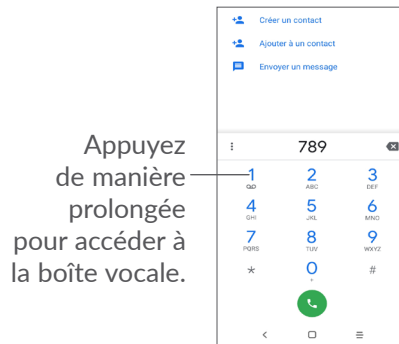 Créer un contact
Ajouter à un contact
Envoyer un message
789
Appuyez
de manière
prolongée
pour accéder à
la boîte vocale.
1 2 3
ABC DEF
4 5 6
GHI JKL MNO
7 8 9
PQRS TUV WXYZ
* 0 #
+